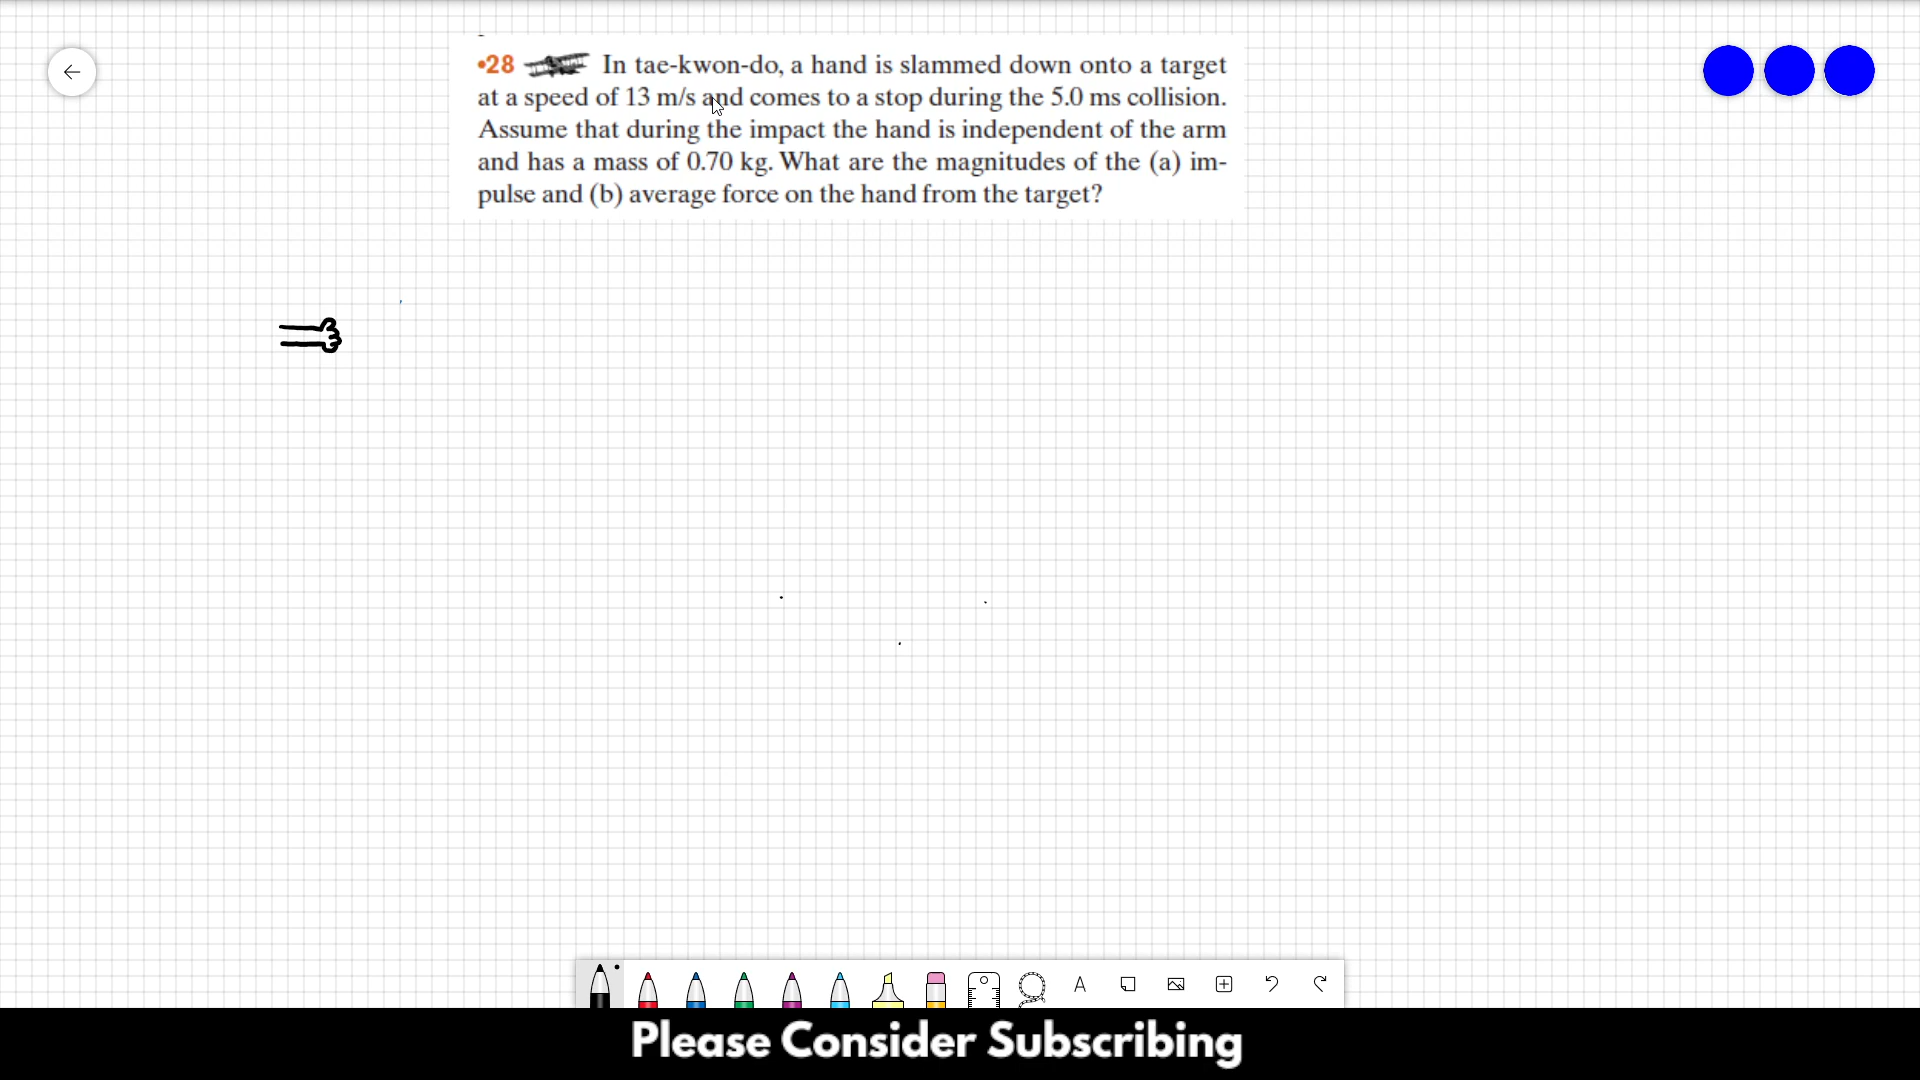 •28 In tae-kwon-do, a hand is slammed down onto a target
at a speed of 13 m/s and comes to a stop during the 5.0 ms collision.
Assume that during the impact the hand is independent of the arm
and has a mass of 0.70 kg. What are the magnitudes of the (a) im-
pulse and (b) average force on the hand from the target?
A
Please Consider Subscribing